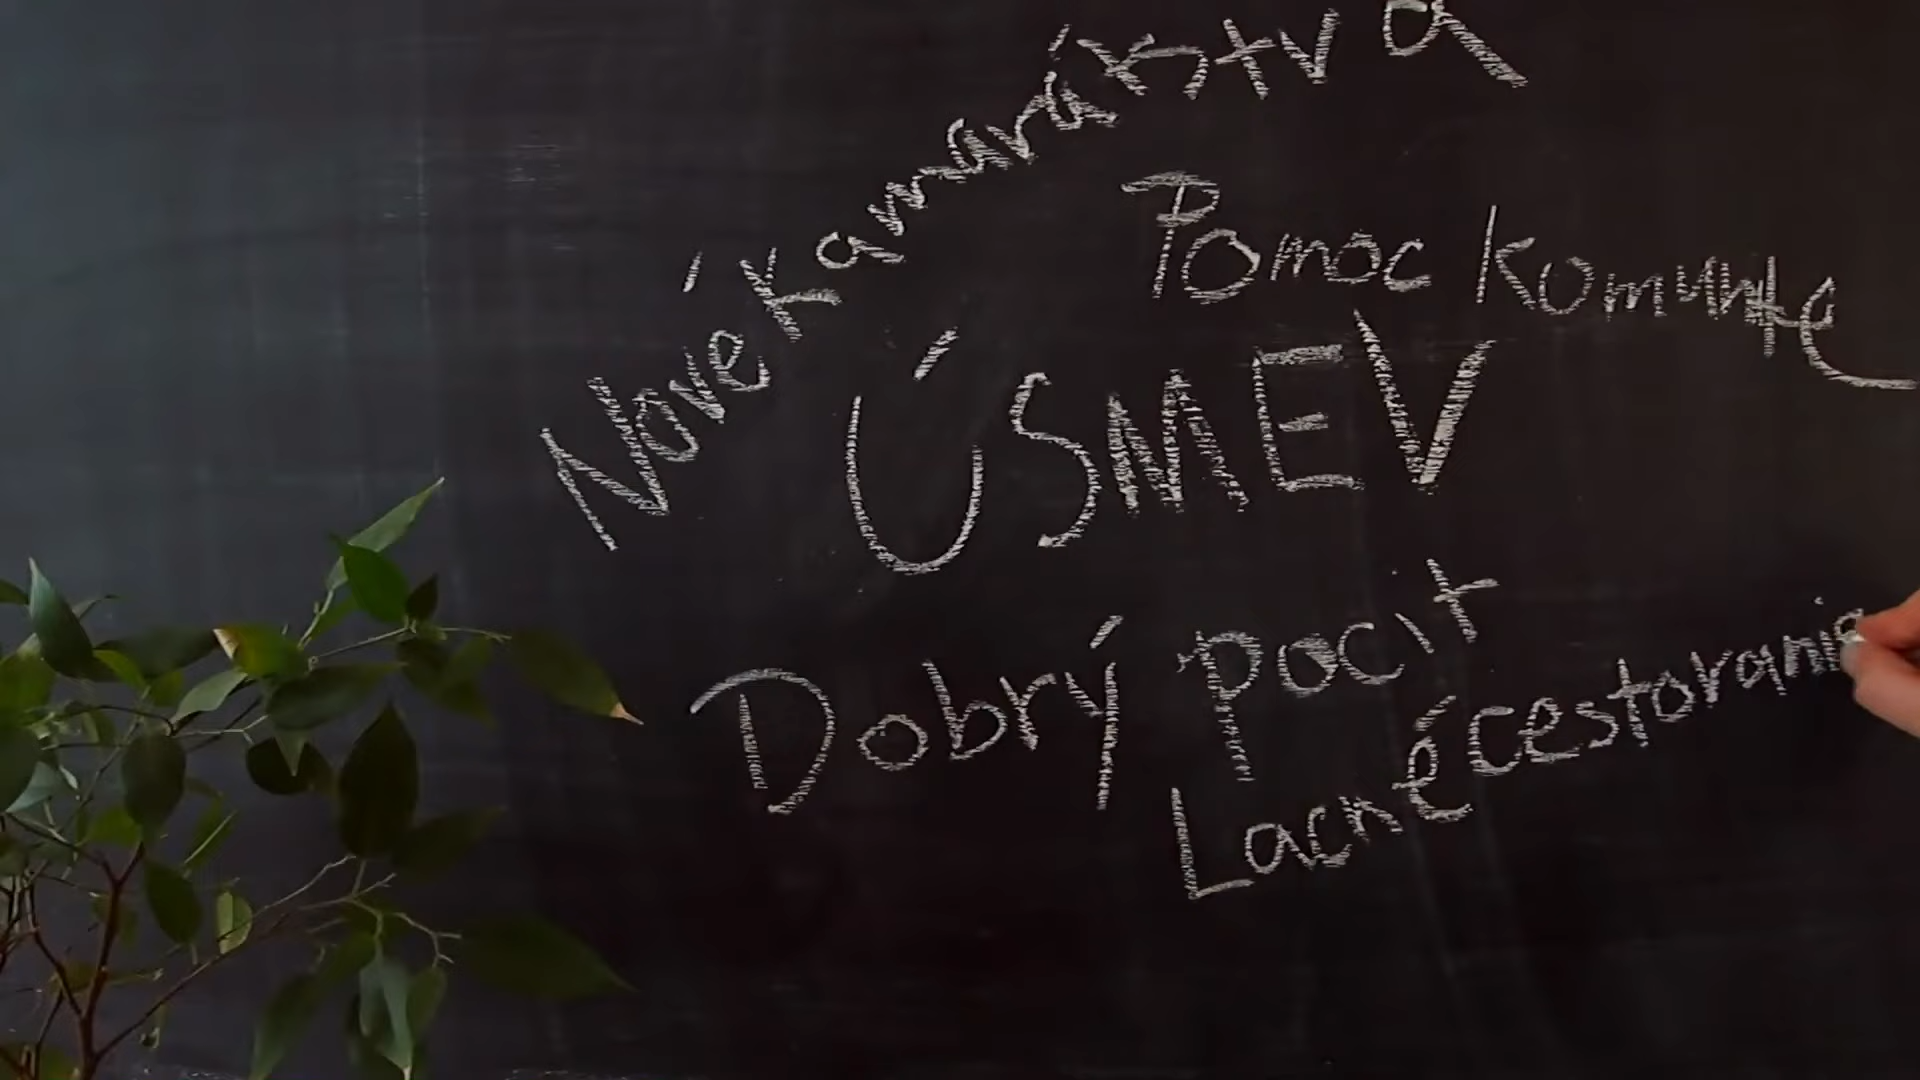 Nové kamarátstva
Pomoc komunite
ÚSMEV
Dobrý pocit
Lacné cestovanie